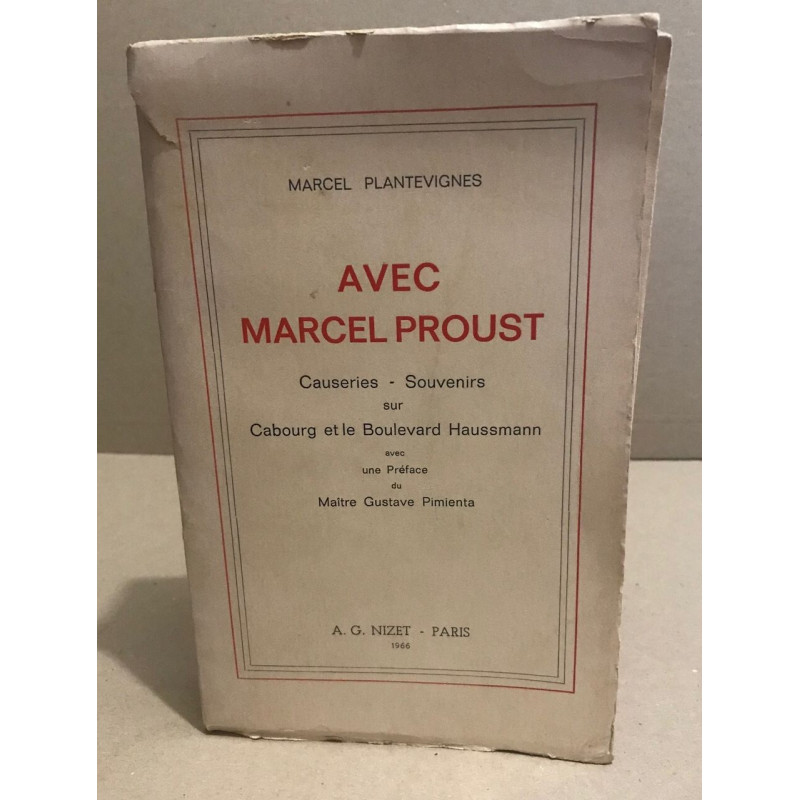 MARCEL PLANTEVIGNES
AVEC
MARCEL PROUST
Causeries - Souvenirs
sur
Cabourg et le Boulevard Haussmann
avec
une Préface
du
Maître Gustave Pimienta
A. G. NIZET - PARIS
1966